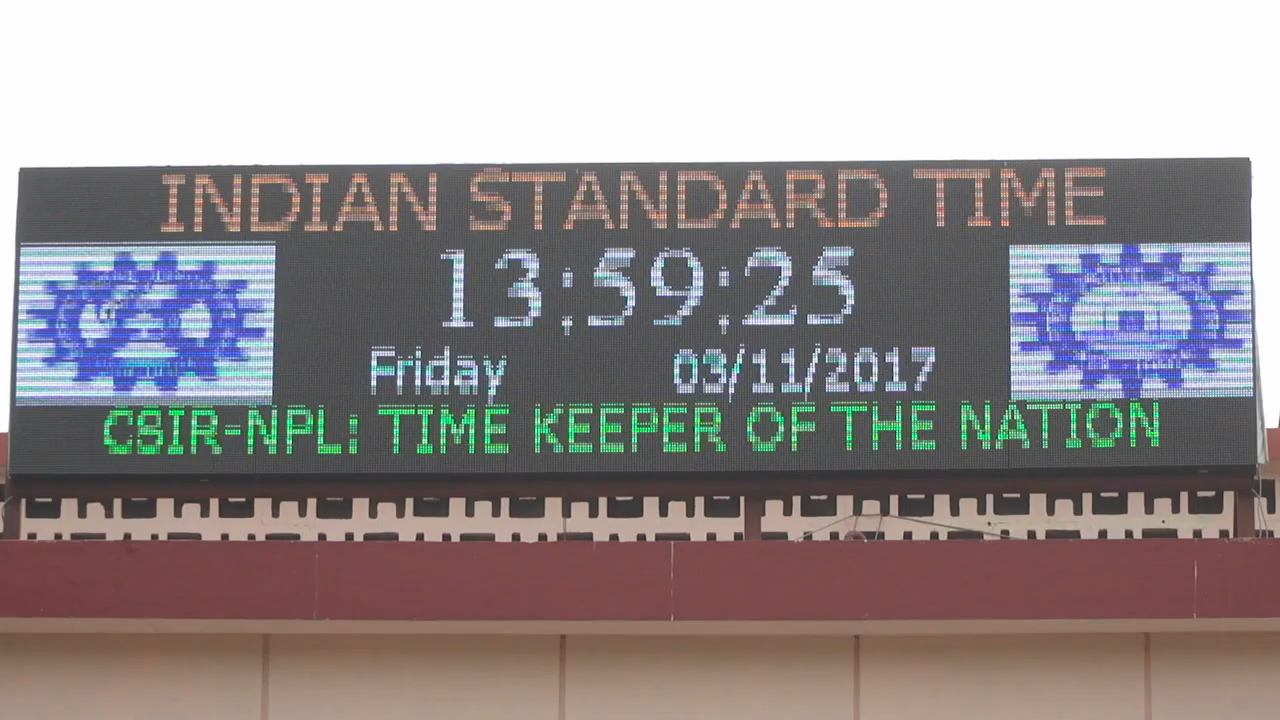 INDIAN STANDARD TIME
13:59:25
Friday 03/11/2017
CSIR-NPL: TIME KEEPER OF THE NATION